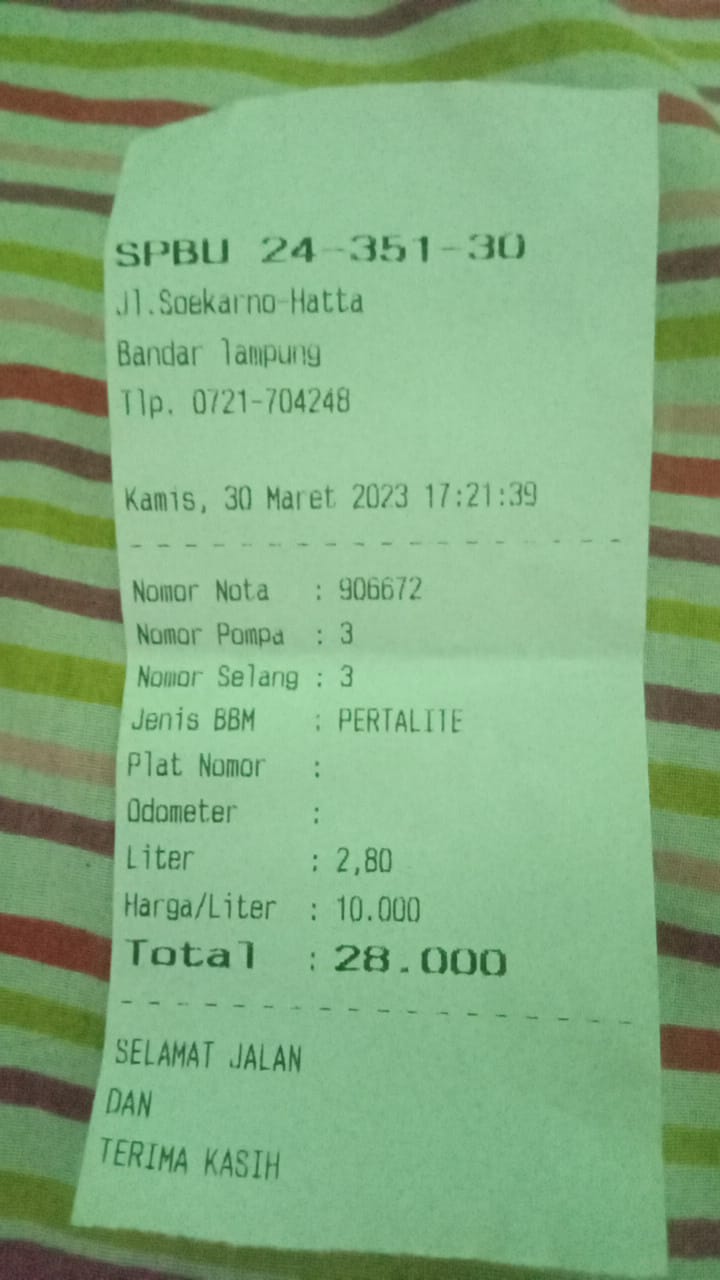 SPBU 24-351-30
Jl.Soekarno-Hatta
Bandar lampung
Tlp. 0721-704248
Kamis, 30 Maret 2023 17:21:39
- - - - - - - - - - - - - - - - - - - -
Nomor Nota : 906672
Nomor Pompa : 3
Nomor Selang : 3
Jenis BBM : PERTALITE
Plat Nomor :
Odometer :
Liter : 2,80
Harga/Liter : 10.000
Total : 28.000
- - - - - - - - - - - - - - - - - - - -
SELAMAT JALAN
DAN
TERIMA KASIH